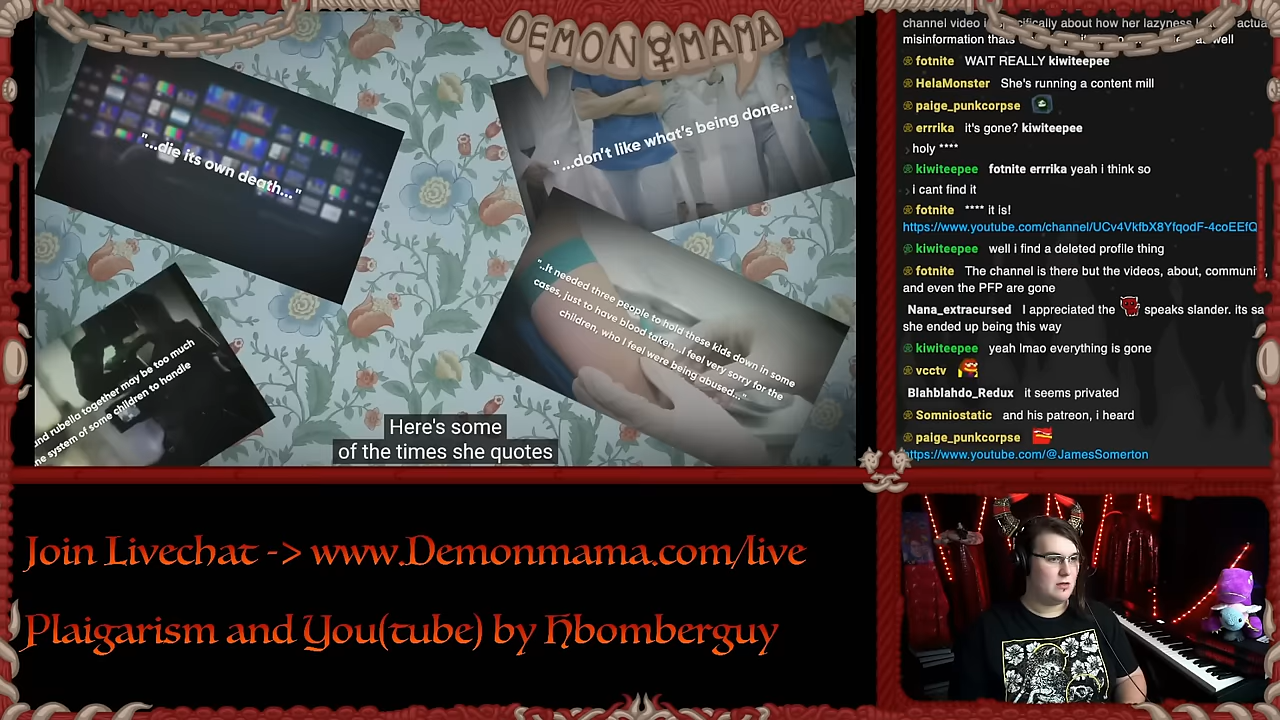 DEMON MAMA
"...die its own death..."
"...don't like what's being done...'
"..It needed three people to hold these kids down in some
cases, just to have blood taken...I feel very sorry for the
children, who I feel were being abused..."
and rubella together may be too much
system of some children to handle
Here's some
of the times she quotes
channel video
how her lazyness
misinformation
fotnite WAIT REALLY kiwiteepee
HelaMonster She's running a content mill
paige_punkcorpse
errrika it's gone? kiwiteepee
holy ****
kiwiteepee fotnite errrika yeah i think so
i cant find it
fotnite **** it is!
https://www.youtube.com/channel/UCv4VkfbX8YfqodF-4coEEfQ
kiwiteepee well i find a deleted profile thing
fotnite The channel is there but the videos, about, communi
and even the PFP are gone
Nana_extracursed I appreciated the speaks slander. its sa
she ended up being this way
kiwiteepee yeah lmao everything is gone
vcctv
Blahblahdo_Redux it seems privated
Somniostatic and his patreon, i heard
paige_punkcorpse
https://www.youtube.com/@JamesSomerton
Join Livechat -> www.Demonmama.com/live
Plaigarism and You(tube) by Hbomberguy